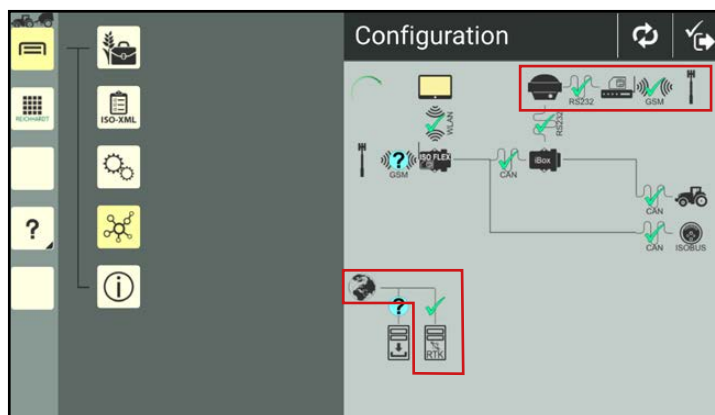 Configuration
REICHHARDT
ISO-XML
?
i
RS232
GSM
WLAN
RS232
?
GSM
ISO FLEX
CAN
iBox
CAN
CAN
ISOBUS
?
RTK